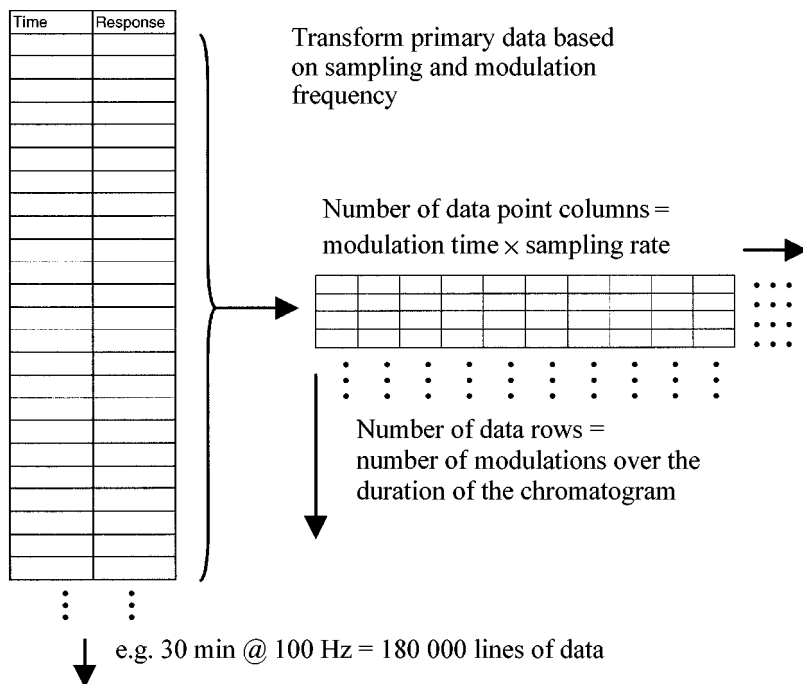 Time Response
Transform primary data based
on sampling and modulation
frequency
Number of data point columns =
modulation time × sampling rate
Number of data rows =
number of modulations over the
duration of the chromatogram
e.g. 30 min @ 100 Hz = 180 000 lines of data